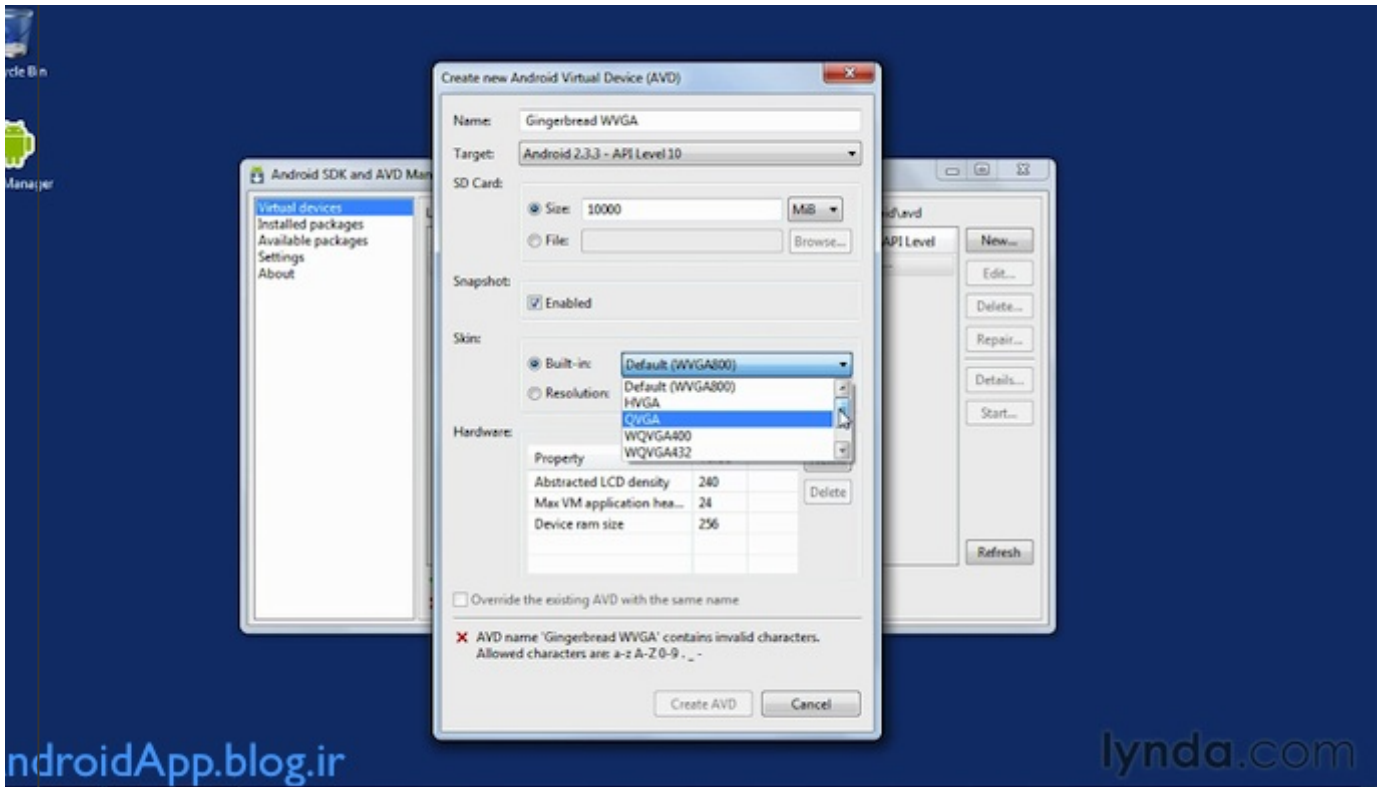 Create new Android Virtual Device (AVD)
Name: Gingerbread WVGA
Target: Android 2.3.3 - API Level 10
SD Card:
Size: 10000 MiB
File: Browse...
Snapshot:
Enabled
Skin:
Built-in: Default (WVGA800)
Resolution:
Default (WVGA800)
HVGA
QVGA
WQVGA400
WQVGA432
Hardware:
Property
Abstracted LCD density 240
Max VM application hea... 24
Device ram size 256
Delete
Override the existing AVD with the same name
AVD name 'Gingerbread WVGA' contains invalid characters.
Allowed characters are: a-z A-Z 0-9 . _ -
Create AVD Cancel
Android SDK and AVD Man
Virtual devices
Installed packages
Available packages
Settings
About
API Level
New...
Edit...
Delete...
Repair...
Details...
Start...
Refresh
cle Bin
Manager
ndroidApp.blog.ir
lynda.com